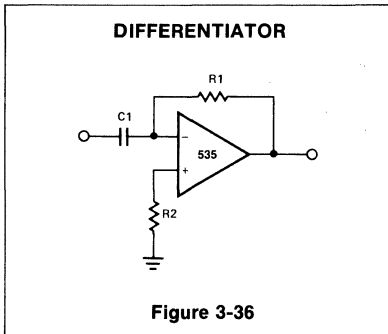 DIFFERENTIATOR
R1
C1
−
535
+
R2
Figure 3-36